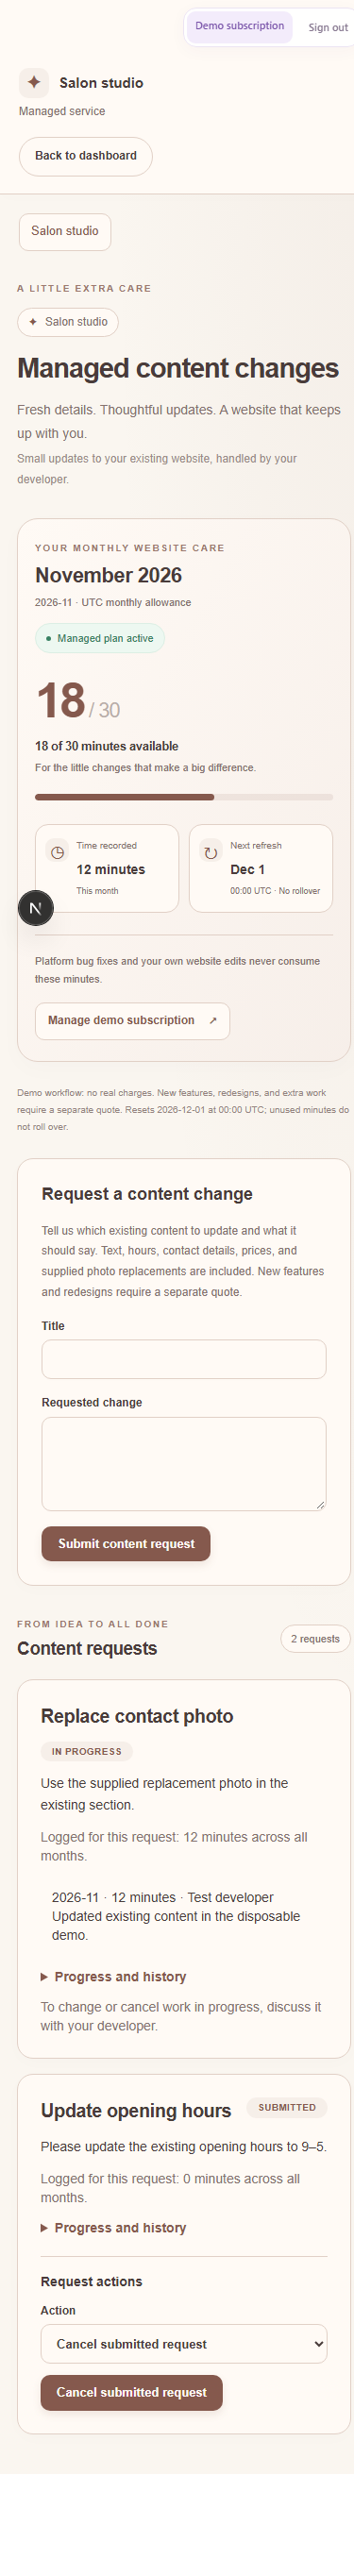 Demo subscription
Sign out
Salon studio
Managed service
Back to dashboard
Salon studio
A LITTLE EXTRA CARE
Salon studio
Managed content changes
Fresh details. Thoughtful updates. A website that keeps
up with you.
Small updates to your existing website, handled by your
developer.
YOUR MONTHLY WEBSITE CARE
November 2026
2026-11 · UTC monthly allowance
Managed plan active
18 / 30
18 of 30 minutes available
For the little changes that make a big difference.
Time recorded
12 minutes
This month
Next refresh
Dec 1
00:00 UTC · No rollover
N
Platform bug fixes and your own website edits never consume
these minutes.
Manage demo subscription ↗
Demo workflow: no real charges. New features, redesigns, and extra work
require a separate quote. Resets 2026-12-01 at 00:00 UTC; unused minutes do
not roll over.
Request a content change
Tell us which existing content to update and what it
should say. Text, hours, contact details, prices, and
supplied photo replacements are included. New features
and redesigns require a separate quote.
Title
Requested change
Submit content request
FROM IDEA TO ALL DONE
Content requests
2 requests
Replace contact photo
IN PROGRESS
Use the supplied replacement photo in the
existing section.
Logged for this request: 12 minutes across all
months.
2026-11 · 12 minutes · Test developer
Updated existing content in the disposable
demo.
Progress and history
To change or cancel work in progress, discuss it
with your developer.
Update opening hours
SUBMITTED
Please update the existing opening hours to 9–5.
Logged for this request: 0 minutes across all
months.
Progress and history
Request actions
Action
Cancel submitted request
Cancel submitted request